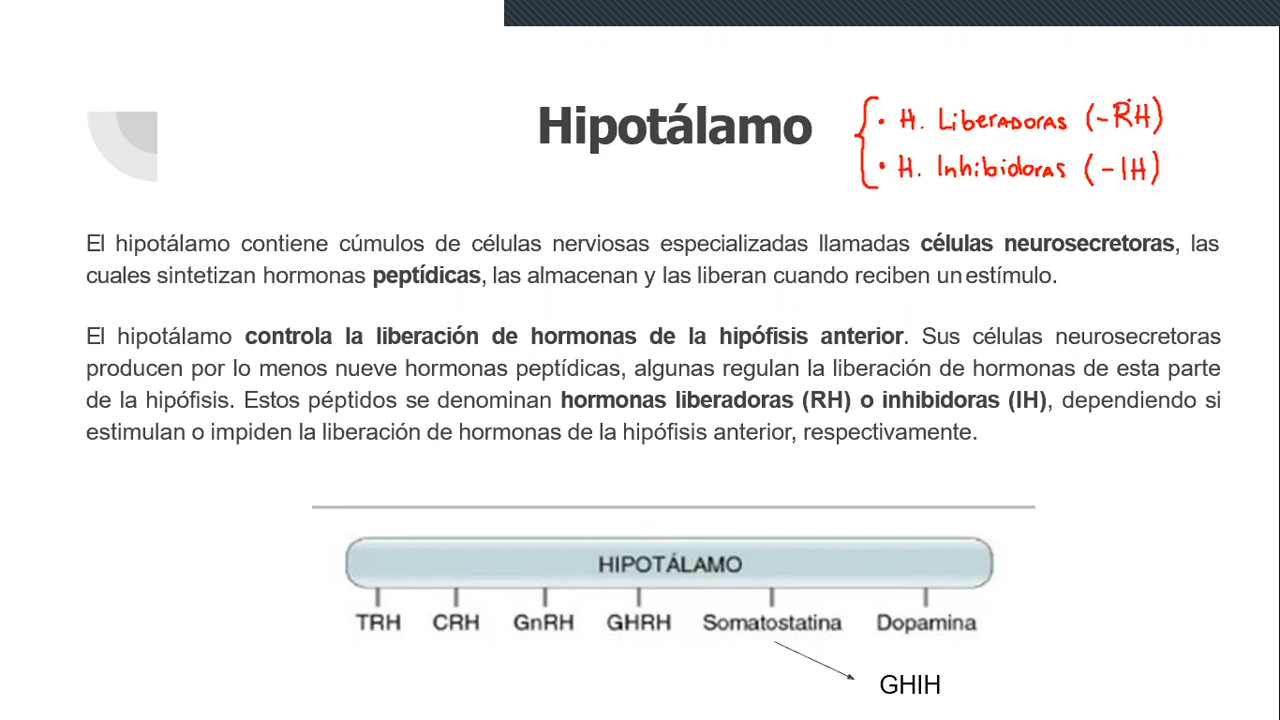 Hipotálamo
• H. Liberadoras (-RH)
• H. Inhibidoras (-IH)
El hipotálamo contiene cúmulos de células nerviosas especializadas llamadas células neurosecretoras, las
cuales sintetizan hormonas peptídicas, las almacenan y las liberan cuando reciben un estímulo.
El hipotálamo controla la liberación de hormonas de la hipófisis anterior. Sus células neurosecretoras
producen por lo menos nueve hormonas peptídicas, algunas regulan la liberación de hormonas de esta parte
de la hipófisis. Estos péptidos se denominan hormonas liberadoras (RH) o inhibidoras (IH), dependiendo si
estimulan o impiden la liberación de hormonas de la hipófisis anterior, respectivamente.
HIPOTÁLAMO
TRH CRH GnRH GHRH Somatostatina Dopamina
GHIH